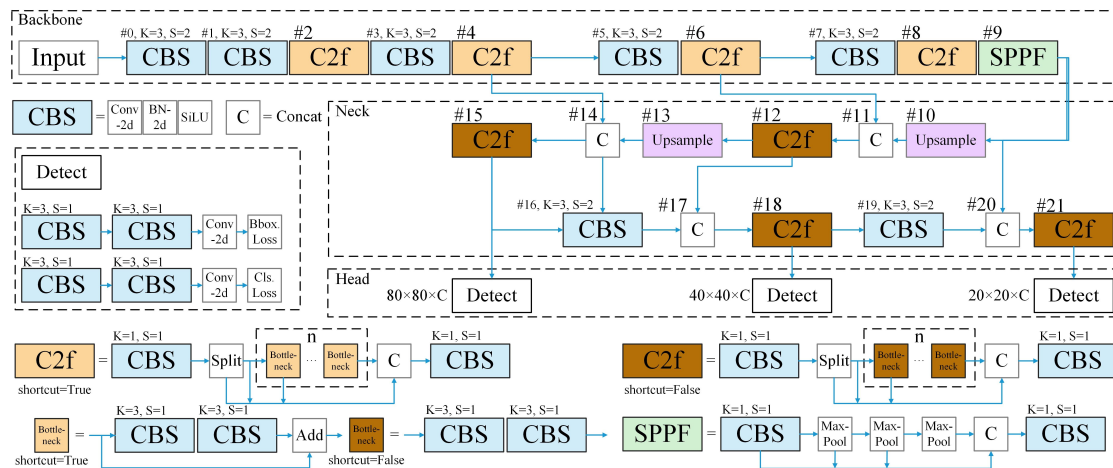 Backbone
#0, K=3, S=2 #1, K=3, S=2 #2 #3, K=3, S=2 #4 #5, K=3, S=2 #6 #7, K=3, S=2 #8 #9
Input CBS CBS C2f CBS C2f CBS C2f CBS C2f SPPF
CBS = Conv-2d BN-2d SiLU C = Concat
Neck
#15 #14 #13 #12 #11 #10
C2f C Upsample C2f C Upsample
#16, K=3, S=2 #17 #18 #19, K=3, S=2 #20 #21
CBS C C2f CBS C C2f
Head
80×80×C Detect 40×40×C Detect 20×20×C Detect
Detect
K=3, S=1 K=3, S=1
CBS CBS Conv-2d Bbox. Loss
K=3, S=1 K=3, S=1
CBS CBS Conv-2d Cls. Loss
K=1, S=1 n K=1, S=1
C2f = CBS Split Bottle-neck ... Bottle-neck C CBS
shortcut=True
K=1, S=1 n K=1, S=1
C2f = CBS Split Bottle-neck ... Bottle-neck C CBS
shortcut=False
K=3, S=1 K=3, S=1
Bottle-neck = CBS CBS Add
shortcut=True
K=3, S=1 K=3, S=1
Bottle-neck = CBS CBS
shortcut=False
K=1, S=1 K=1, S=1
SPPF = CBS Max-Pool Max-Pool Max-Pool C CBS